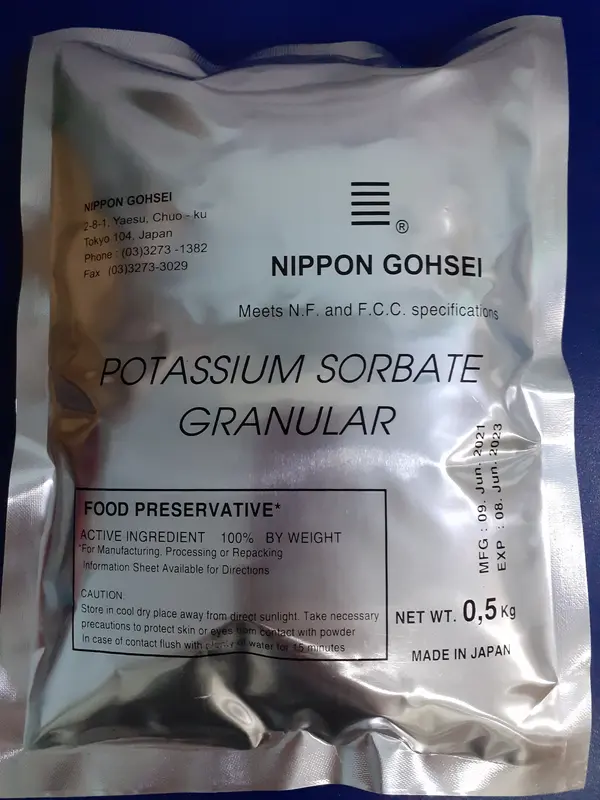 NIPPON GOHSEI
2-8-1, Yaesu, Chuo - ku
Tokyo 104, Japan
Phone : (03)3273 -1382
Fax (03)3273-3029
®
NIPPON GOHSEI
Meets N.F. and F.C.C. specifications
POTASSIUM SORBATE
GRANULAR
MFG : 09. Jun. 2021
EXP : 08. Jun. 2023
FOOD PRESERVATIVE*
ACTIVE INGREDIENT 100% BY WEIGHT
*For Manufacturing, Processing or Repacking
Information Sheet Available for Directions
CAUTION:
Store in cool dry place away from direct sunlight. Take necessary
precautions to protect skin or eyes from contact with powder
In case of contact flush with plenty of water for 15 minutes
NET WT. 0,5 Kg
MADE IN JAPAN